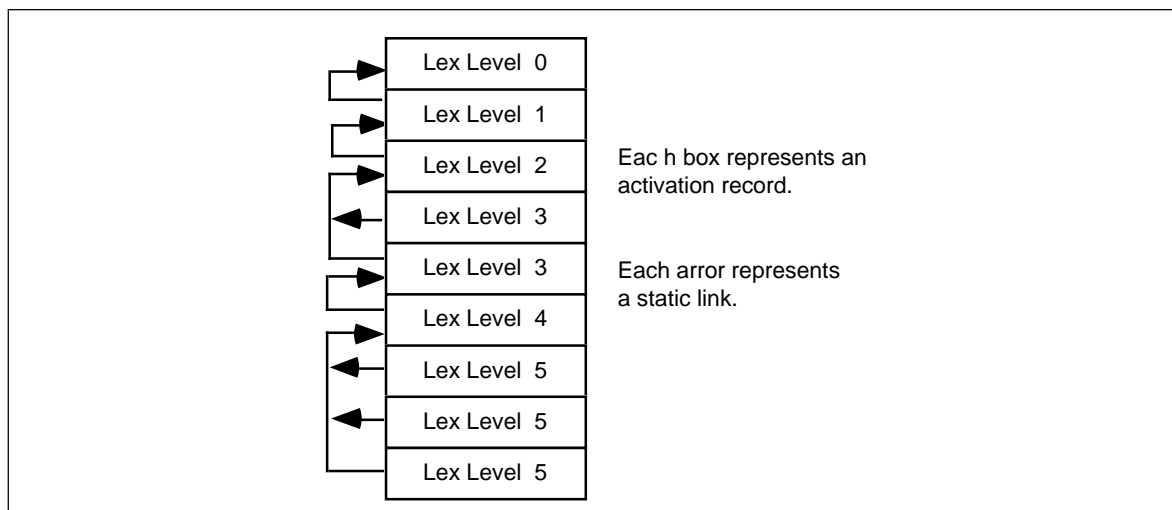 Lex Level 0
Lex Level 1
Lex Level 2
Lex Level 3
Lex Level 3
Lex Level 4
Lex Level 5
Lex Level 5
Lex Level 5
Eac h box represents an
activation record.
Each arror represents
a static link.